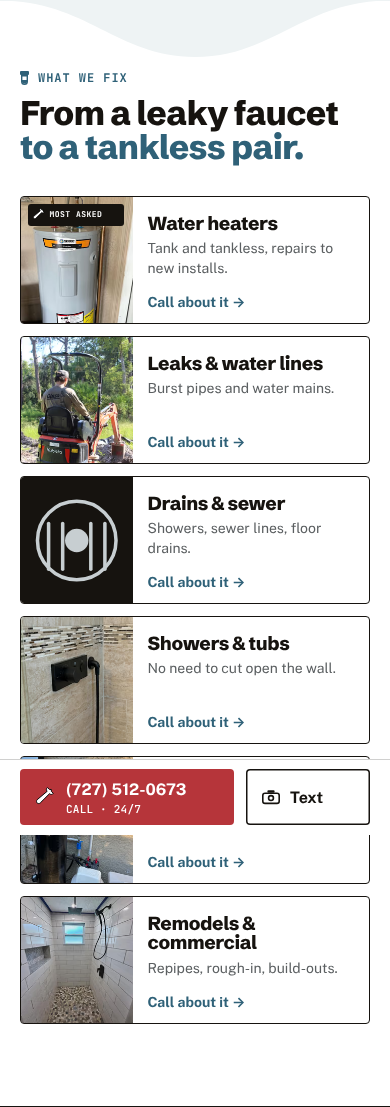 WHAT WE FIX
From a leaky faucet
to a tankless pair.
MOST ASKED
Water heaters
Tank and tankless, repairs to
new installs.
Call about it →
Leaks & water lines
Burst pipes and water mains.
Call about it →
Drains & sewer
Showers, sewer lines, floor
drains.
Call about it →
Showers & tubs
No need to cut open the wall.
Call about it →
(727) 512-0673
CALL · 24/7
Text
Call about it →
Remodels &
commercial
Repipes, rough-in, build-outs.
Call about it →